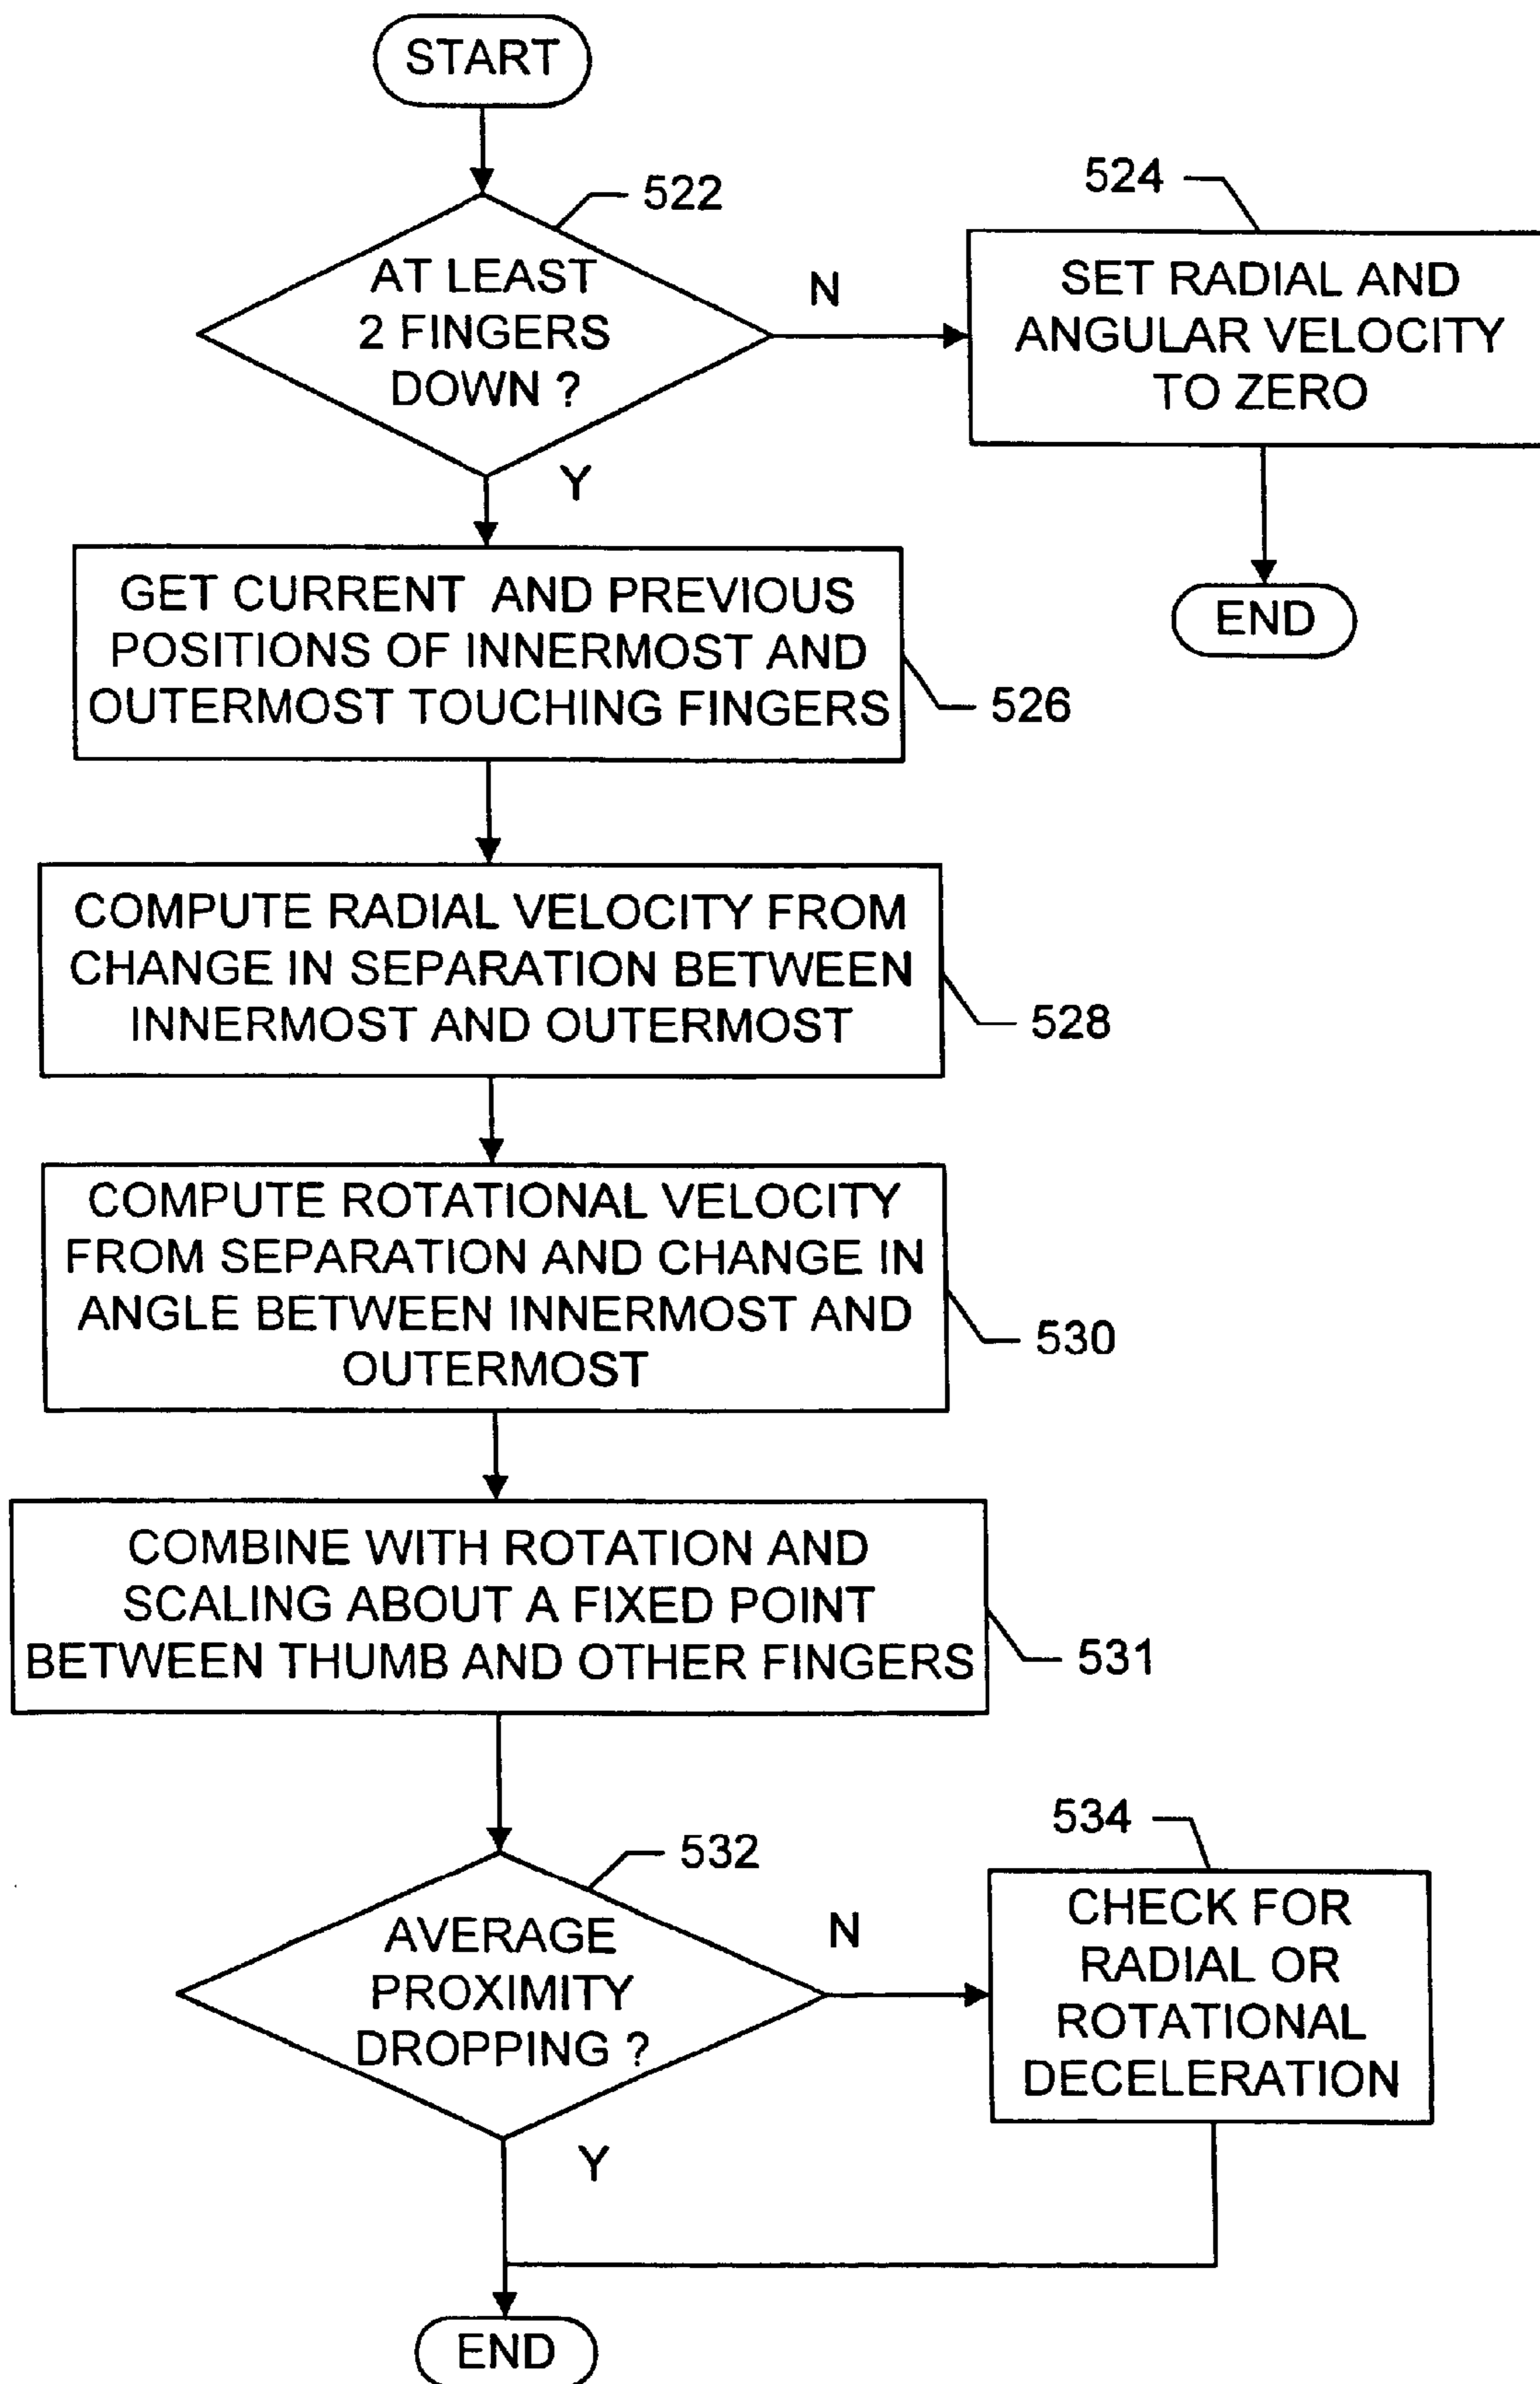 START
522
AT LEAST
2 FINGERS
DOWN ?
N
524
SET RADIAL AND
ANGULAR VELOCITY
TO ZERO
END
Y
GET CURRENT AND PREVIOUS
POSITIONS OF INNERMOST AND
OUTERMOST TOUCHING FINGERS
526
COMPUTE RADIAL VELOCITY FROM
CHANGE IN SEPARATION BETWEEN
INNERMOST AND OUTERMOST
528
COMPUTE ROTATIONAL VELOCITY
FROM SEPARATION AND CHANGE IN
ANGLE BETWEEN INNERMOST AND
OUTERMOST
530
COMBINE WITH ROTATION AND
SCALING ABOUT A FIXED POINT
BETWEEN THUMB AND OTHER FINGERS
531
532
AVERAGE
PROXIMITY
DROPPING ?
N
534
CHECK FOR
RADIAL OR
ROTATIONAL
DECELERATION
Y
END